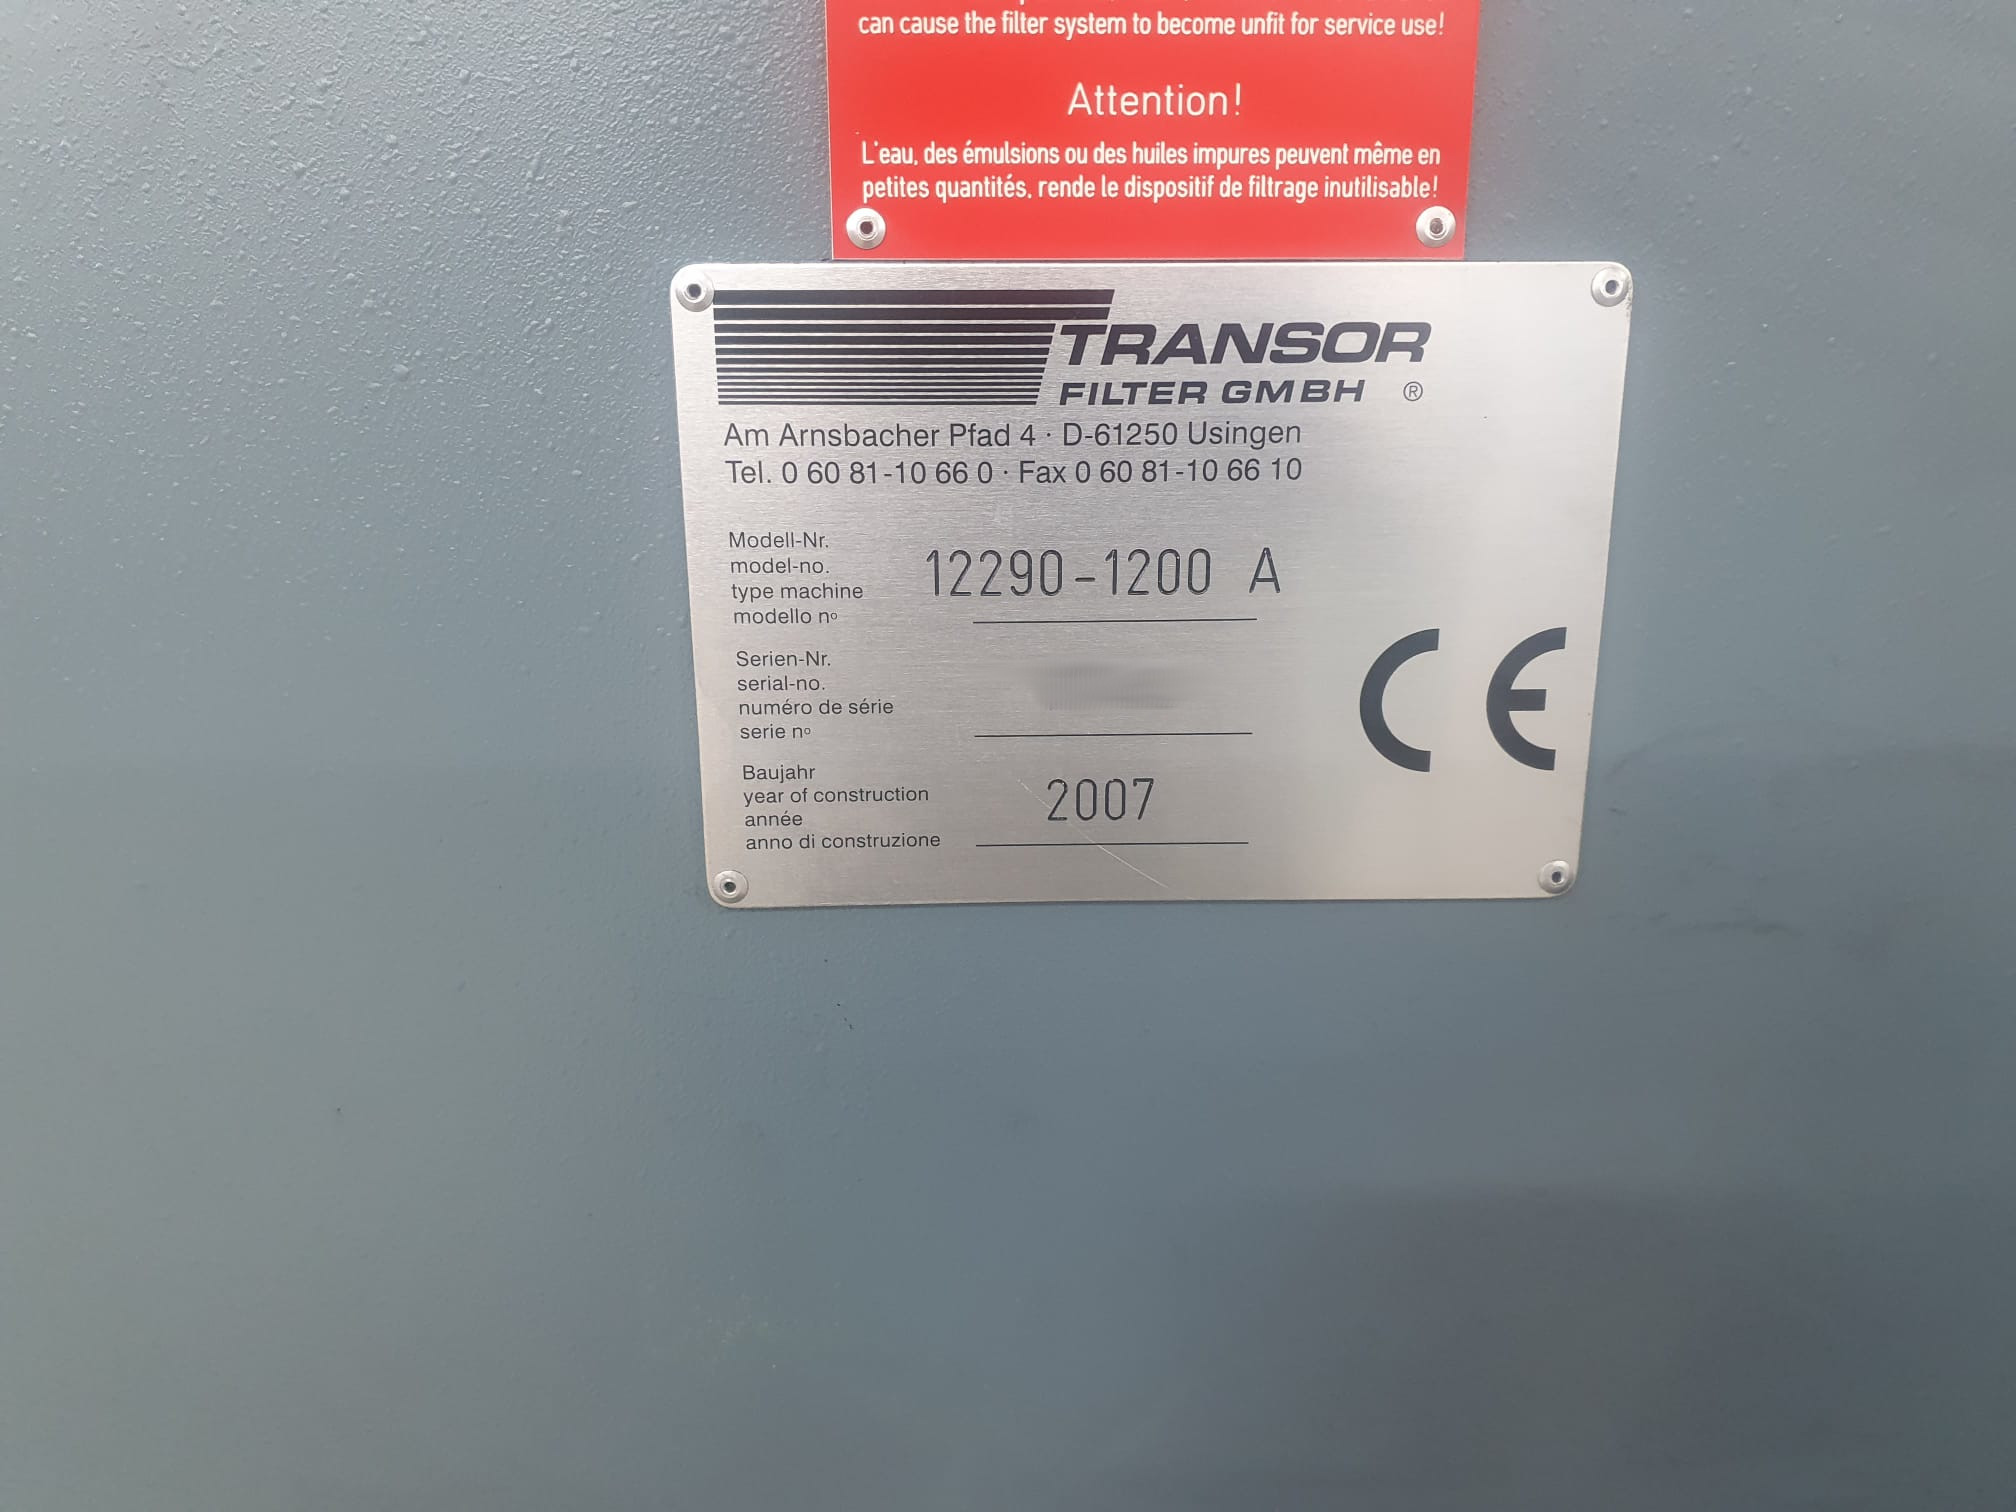 can cause the filter system to become unfit for service use!
Attention!
L'eau, des émulsions ou des huiles impures peuvent même en
petites quantités, rende le dispositif de filtrage inutilisable!
TRANSOR
FILTER GMBH ®
Am Arnsbacher Pfad 4 · D-61250 Usingen
Tel. 0 60 81-10 66 0 · Fax 0 60 81-10 66 10
Modell-Nr.
model-no.
type machine
modello nº
12290-1200 A
Serien-Nr.
serial-no.
numéro de série
serie nº
CE
Baujahr
year of construction
année
anno di construzione
2007